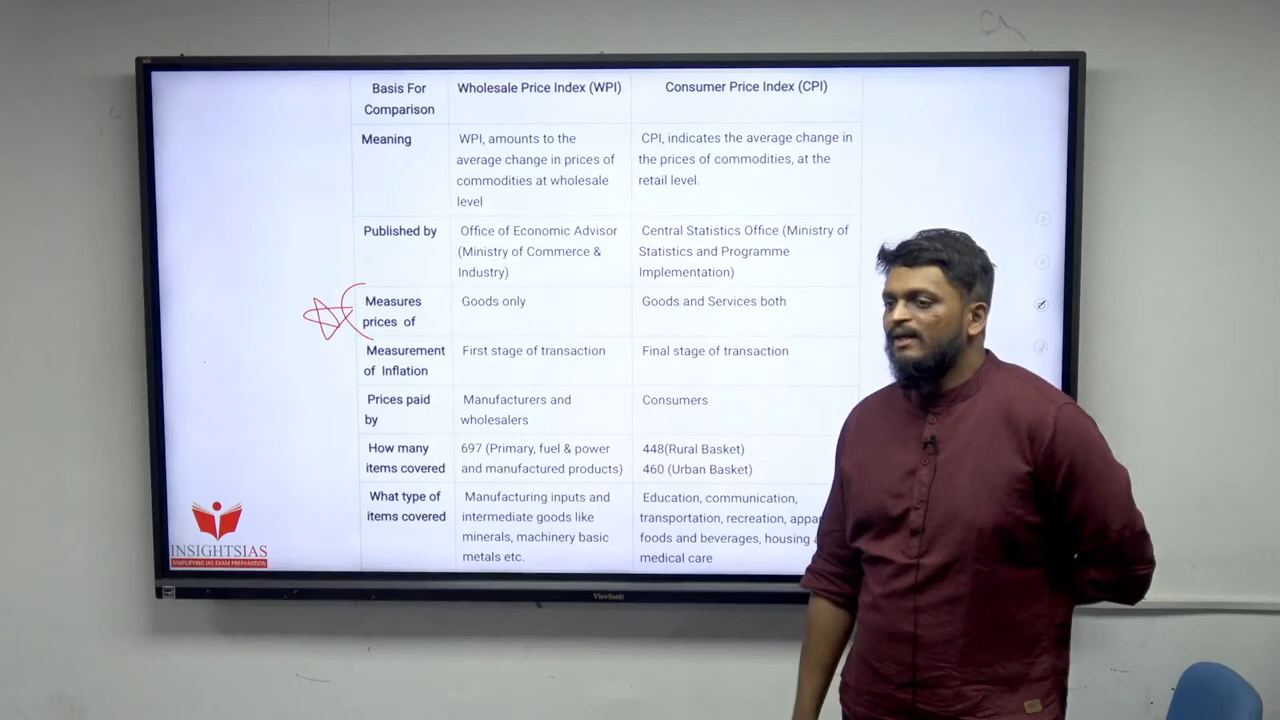 Basis For
Comparison
Wholesale Price Index (WPI)
Consumer Price Index (CPI)
Meaning
WPI, amounts to the
average change in prices of
commodities at wholesale
level
CPI, indicates the average change in
the prices of commodities, at the
retail level.
Published by
Office of Economic Advisor
(Ministry of Commerce &
Industry)
Central Statistics Office (Ministry of
Statistics and Programme
Implementation)
Measures
prices of
Goods only
Goods and Services both
Measurement
of Inflation
First stage of transaction
Final stage of transaction
Prices paid
by
Manufacturers and
wholesalers
Consumers
How many
items covered
697 (Primary, fuel & power
and manufactured products)
448(Rural Basket)
460 (Urban Basket)
What type of
items covered
Manufacturing inputs and
intermediate goods like
minerals, machinery basic
metals etc.
Education, communication,
transportation, recreation,
foods and beverages, housing
medical care
INSIGHTSIAS
SIMPLIFYING IAS EXAM PREPARATION
ViewSonic